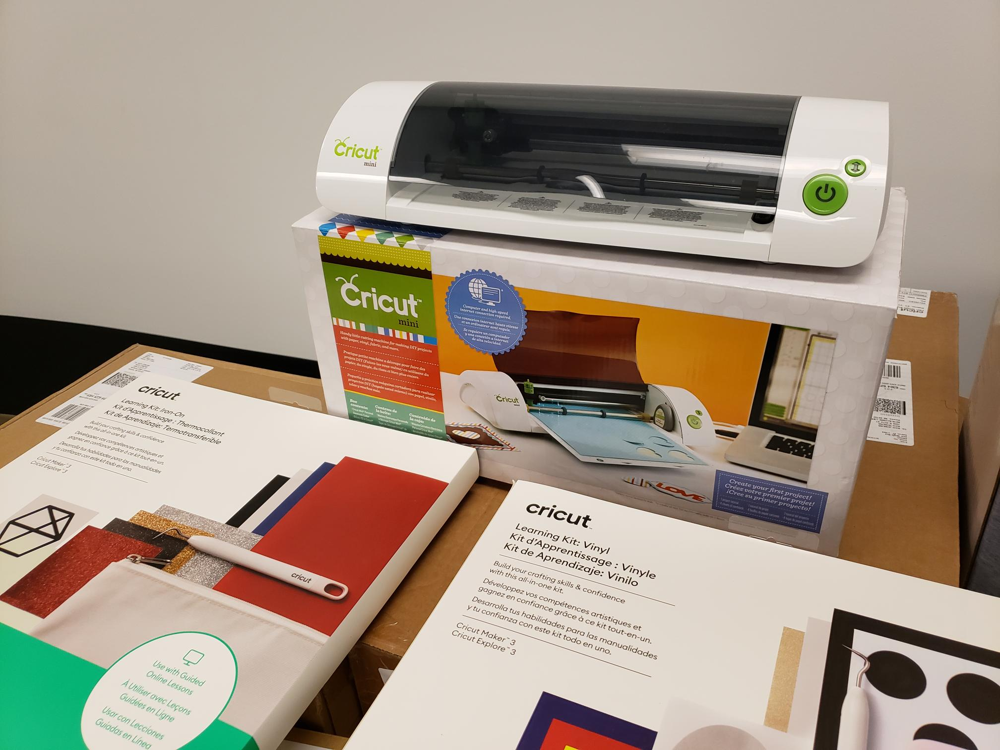 Cricut
mini
Cricut™
mini
Handy little cutting machine for making DIY projects
with paper, vinyl, fabric, and more.
Pratique petite machine a découpe pour faire des
projets DIY (Faites-les vous-même) en utilisant du
papier, du vinyle, du tissu et bien plus encore.
Pequeña y práctica máquina cortadora para realizar
proyectos DIY (hagalo usted mismo) con papel, vinilo,
telas y muchos más.
Box
contents:
Contenu de
la boîte:
Contenido de
la caja:
Computer and high-speed
internet connection required.
Une connexion internet haute vitesse
et un ordinateur sont requis.
Se requiere un computador
y una conexión a internet
de alta velocidad.
Cricut
mini
LOVE
Create your first project!
Créez votre premier projet!
¡Cree su primer proyecto!
cricut
Learning Kit: Iron-On
Kit d'Apprentissage : Thermocollant
Kit de Aprendizaje: Termotransferible
Build your crafting skills & confidence
with this all-in-one kit.
Développez vos compétences artistiques et
gagnez en confiance grâce à ce kit tout-en-un.
Desarrolla tus habilidades para las manualidades
y tu confianza con este kit todo en uno.
Cricut Maker™ 3
Cricut Explore™ 3
cricut
Use with Guided
Online Lessons
À Utiliser avec Leçons
Guidées en Ligne
Usar con Lecciones
Guiadas en Línea
cricut™
Learning Kit: Vinyl
Kit d'Apprentissage : Vinyle
Kit de Aprendizaje: Vinilo
Build your crafting skills & confidence
with this all-in-one kit.
Développez vos compétences artistiques et
gagnez en confiance grâce à ce kit tout-en-un.
Desarrolla tus habilidades para las manualidades
y tu confianza con este kit todo en uno.
Cricut Maker™ 3
Cricut Explore™ 3